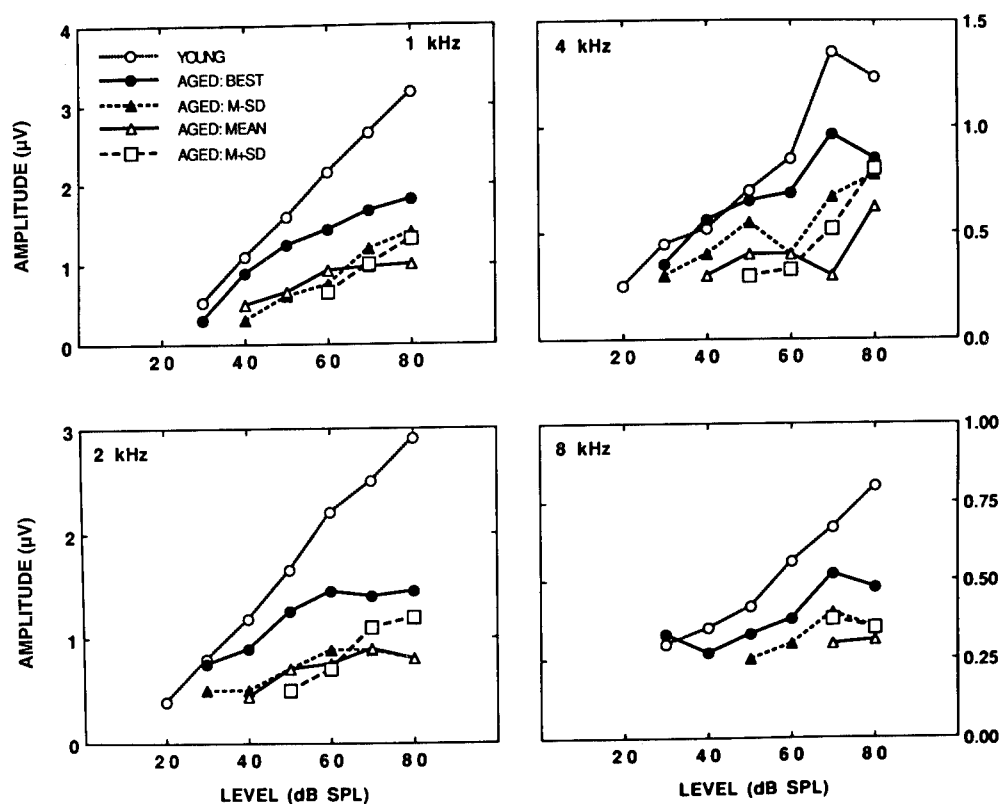 1 kHz
YOUNG
AGED: BEST
AGED: M-SD
AGED: MEAN
AGED: M+SD
AMPLITUDE (µV)
4
3
2
1
0
20 40 60 80
4 kHz
1.5
1.0
0.5
0.0
20 40 60 80
2 kHz
AMPLITUDE (µV)
3
2
1
0
20 40 60 80
LEVEL (dB SPL)
8 kHz
1.00
0.75
0.50
0.25
0.00
20 40 60 80
LEVEL (dB SPL)